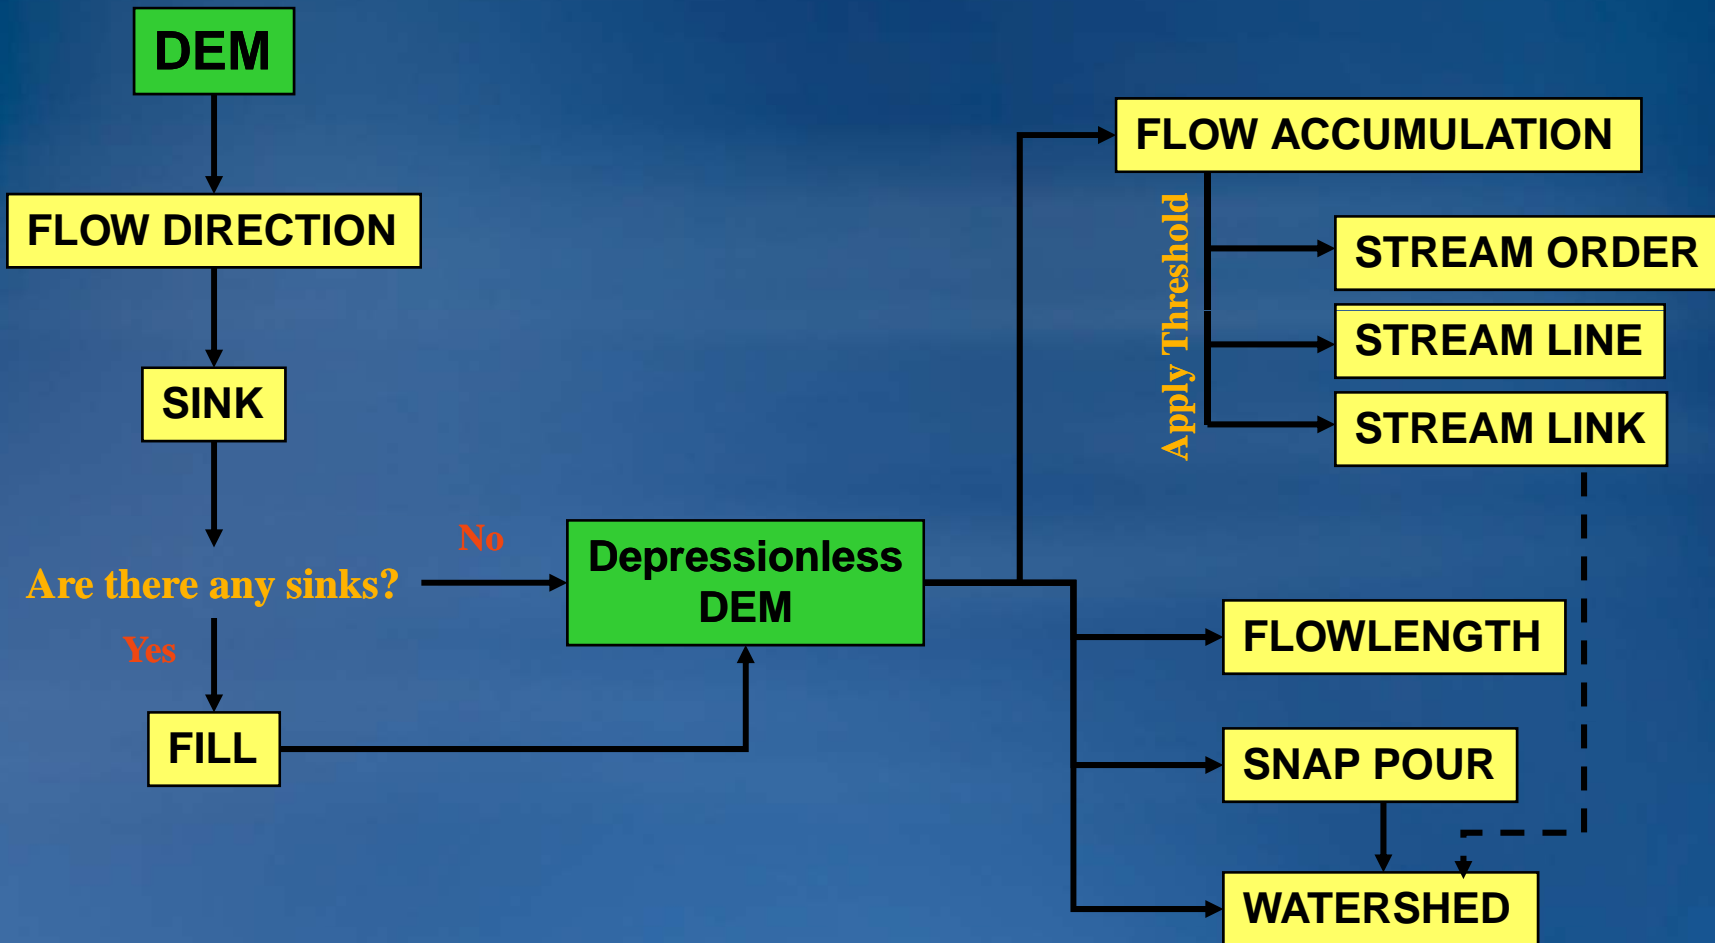 DEM
FLOW DIRECTION
SINK
Are there any sinks?
No
Yes
FILL
Depressionless
DEM
FLOW ACCUMULATION
Apply Threshold
STREAM ORDER
STREAM LINE
STREAM LINK
FLOWLENGTH
SNAP POUR
WATERSHED